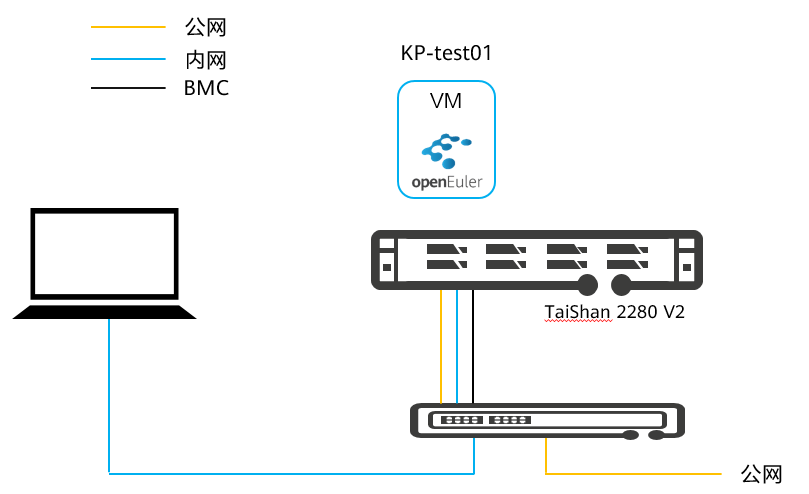 公网
内网
BMC
KP-test01
VM
openEuler
TaiShan 2280 V2
公网